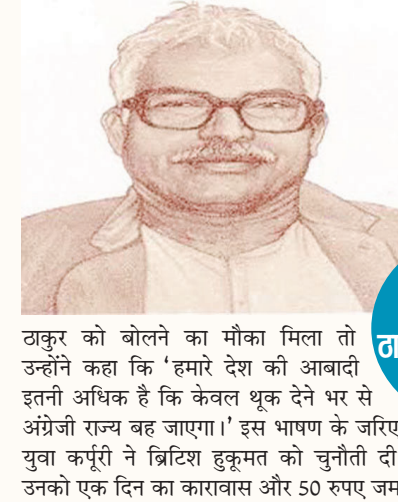 ठाकुर को बोलने का मौका मिला तो
उन्होंने कहा कि ‘हमारे देश की आबादी
इतनी अधिक है कि केवल थूक देने भर से
अंग्रेजी राज्य बह जाएगा।’ इस भाषण के जरिए
युवा कर्पूरी ने ब्रिटिश हुकूमत को चुनौती दी
उनको एक दिन का कारावास और 50 रुपए